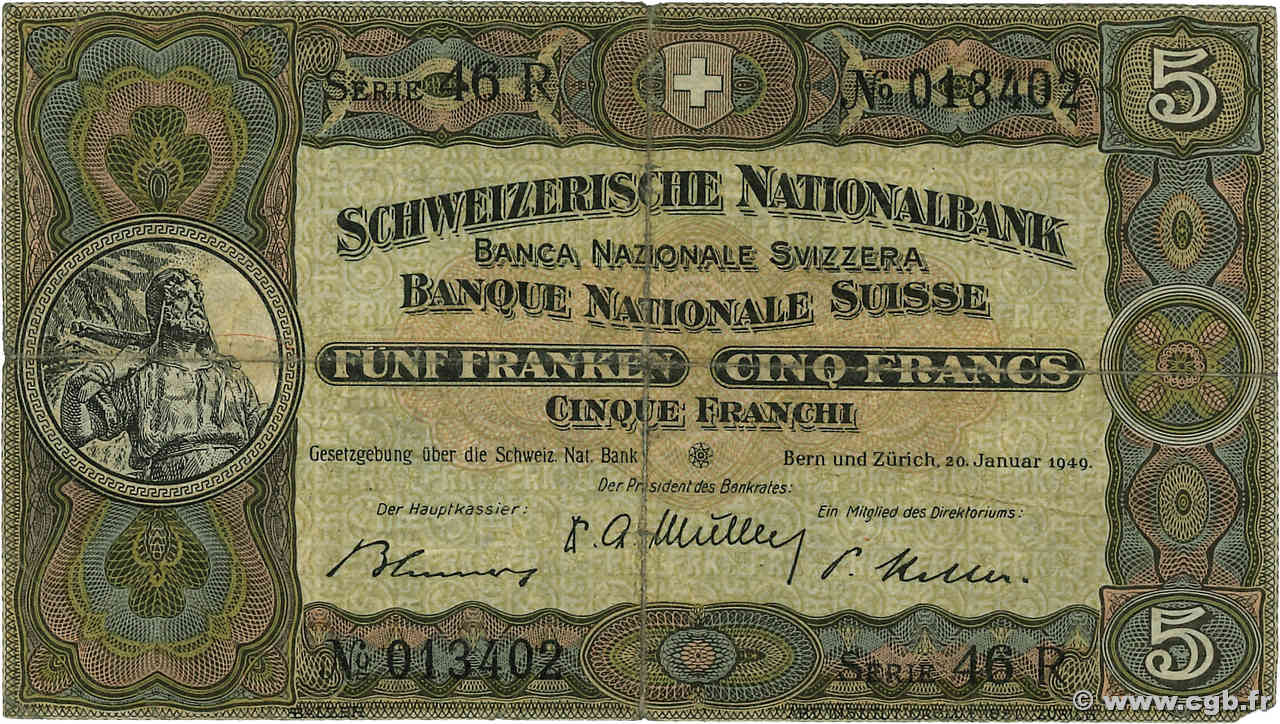 SERIE 46 R
No 013402
5
SCHWEIZERISCHE NATIONALBANK
BANCA NAZIONALE SVIZZERA
BANQUE NATIONALE SUISSE
FÜNF FRANKEN CINQ FRANCS
CINQUE FRANCHI
Gesetzgebung über die Schweiz. Nat. Bank
Bern und Zürich, 20. Januar 1949.
Der Präsident des Bankrates:
Der Hauptkassier:
Ein Mitglied des Direktoriums:
No 013402
SERIE 46 R
5
© www.cgb.fr